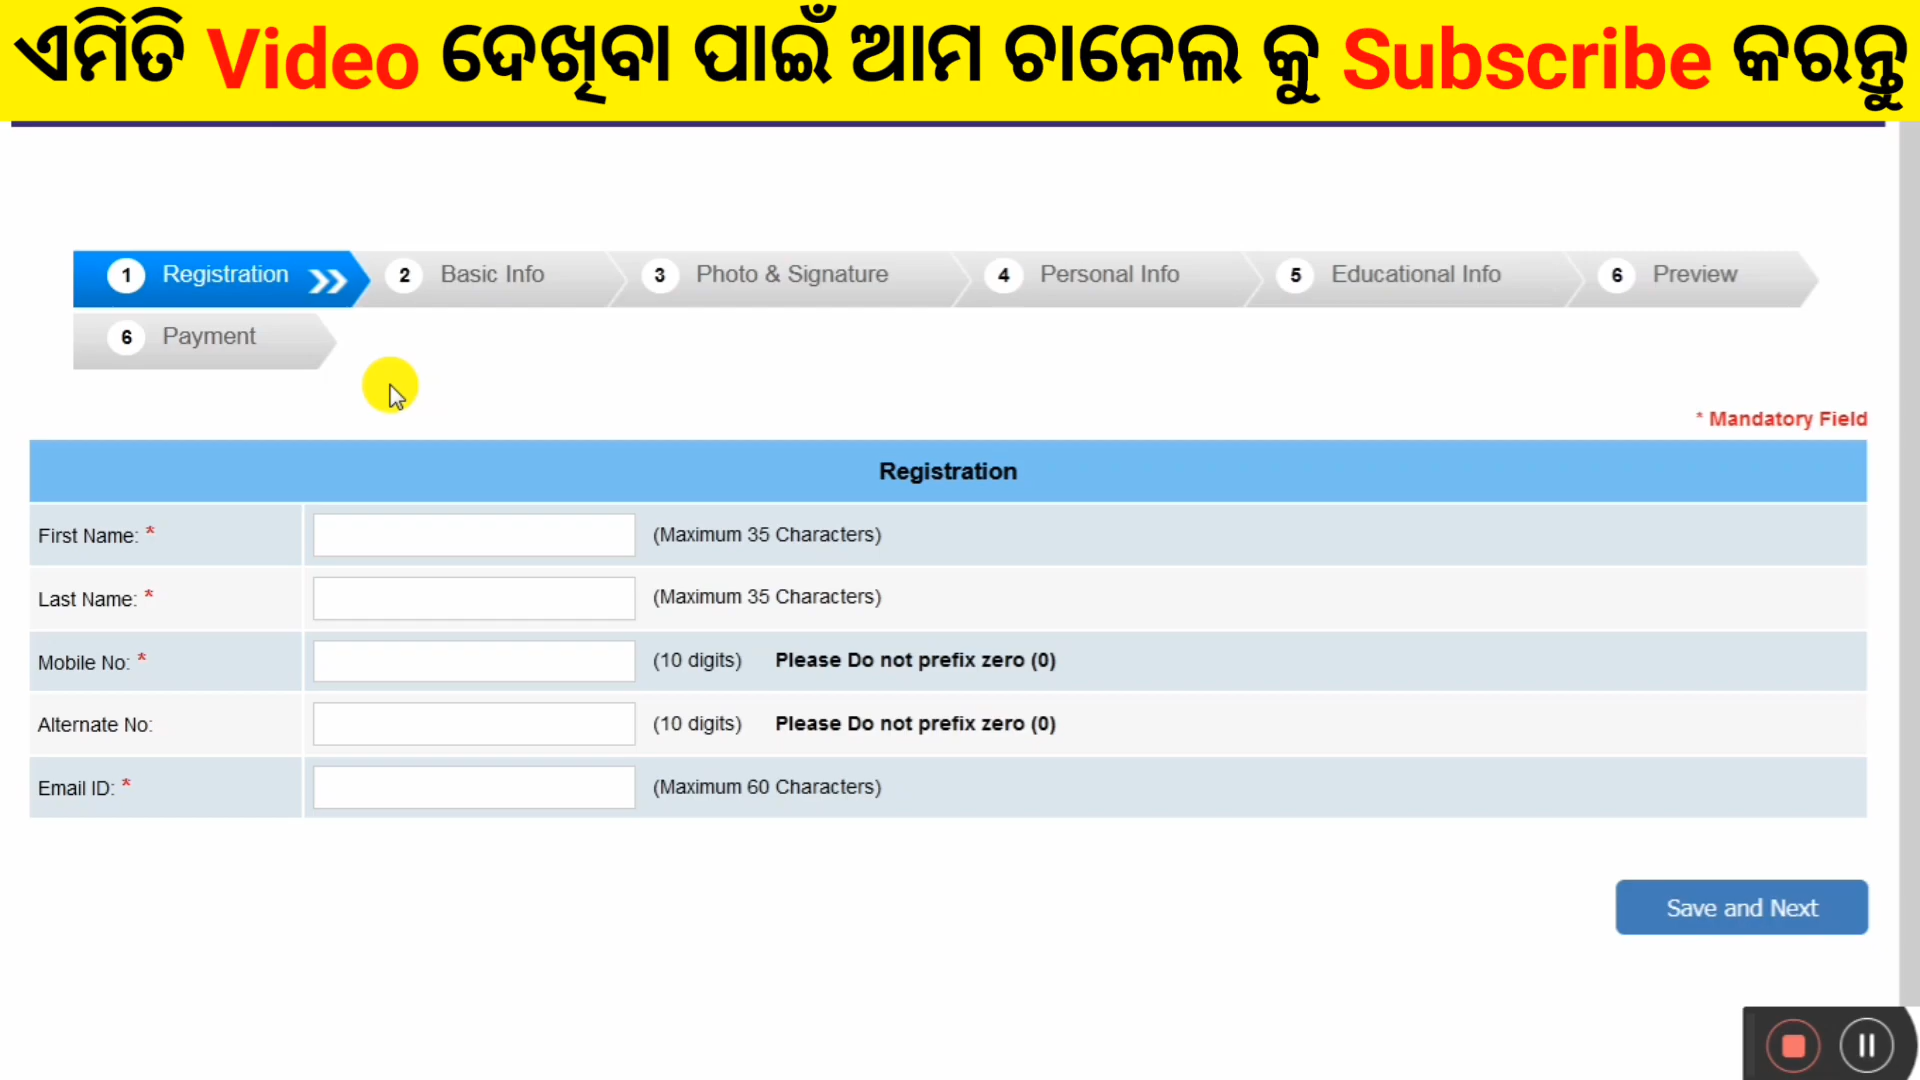 ଏମିତି Video ଦେଖିବା ପାଇଁ ଆମ ଚାନେଲ କୁ Subscribe କରନ୍ତୁ
1 Registration 2 Basic Info 3 Photo & Signature 4 Personal Info 5 Educational Info 6 Preview
6 Payment
* Mandatory Field
Registration
First Name: * (Maximum 35 Characters)
Last Name: * (Maximum 35 Characters)
Mobile No: * (10 digits) Please Do not prefix zero (0)
Alternate No: (10 digits) Please Do not prefix zero (0)
Email ID: * (Maximum 60 Characters)
Save and Next